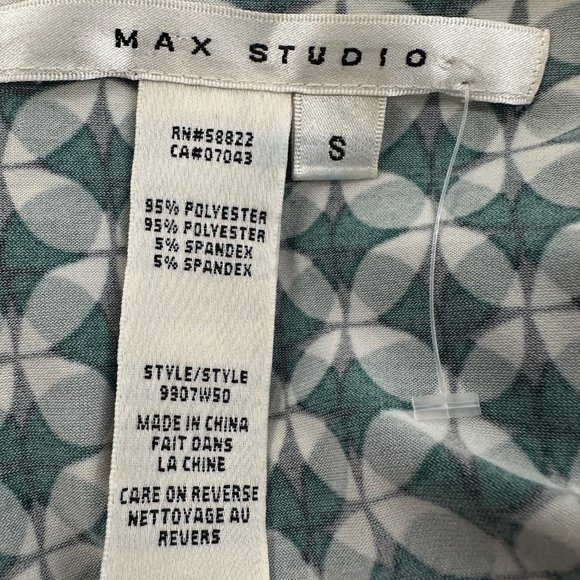 MAX STUDIO
S
RN#58822
CA#07043
95% POLYESTER
95% POLYESTER
5% SPANDEX
5% SPANDEX
STYLE/STYLE
9907W50
MADE IN CHINA
FAIT DANS
LA CHINE
CARE ON REVERSE
NETTOYAGE AU
REVERS